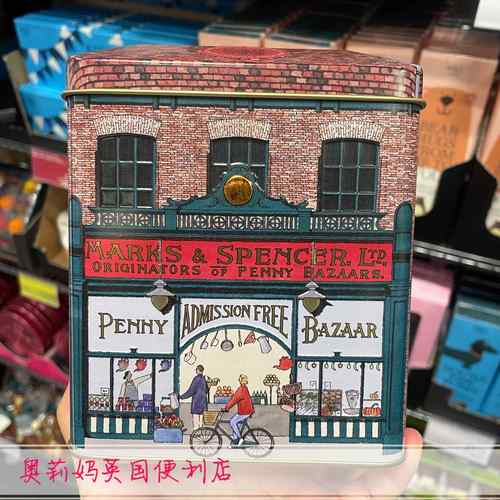 MARKS & SPENCER. LTD.
ORIGINATORS OF PENNY BAZAARS.
ADMISSION FREE
PENNY BAZAAR
奥莉妈英国便利店